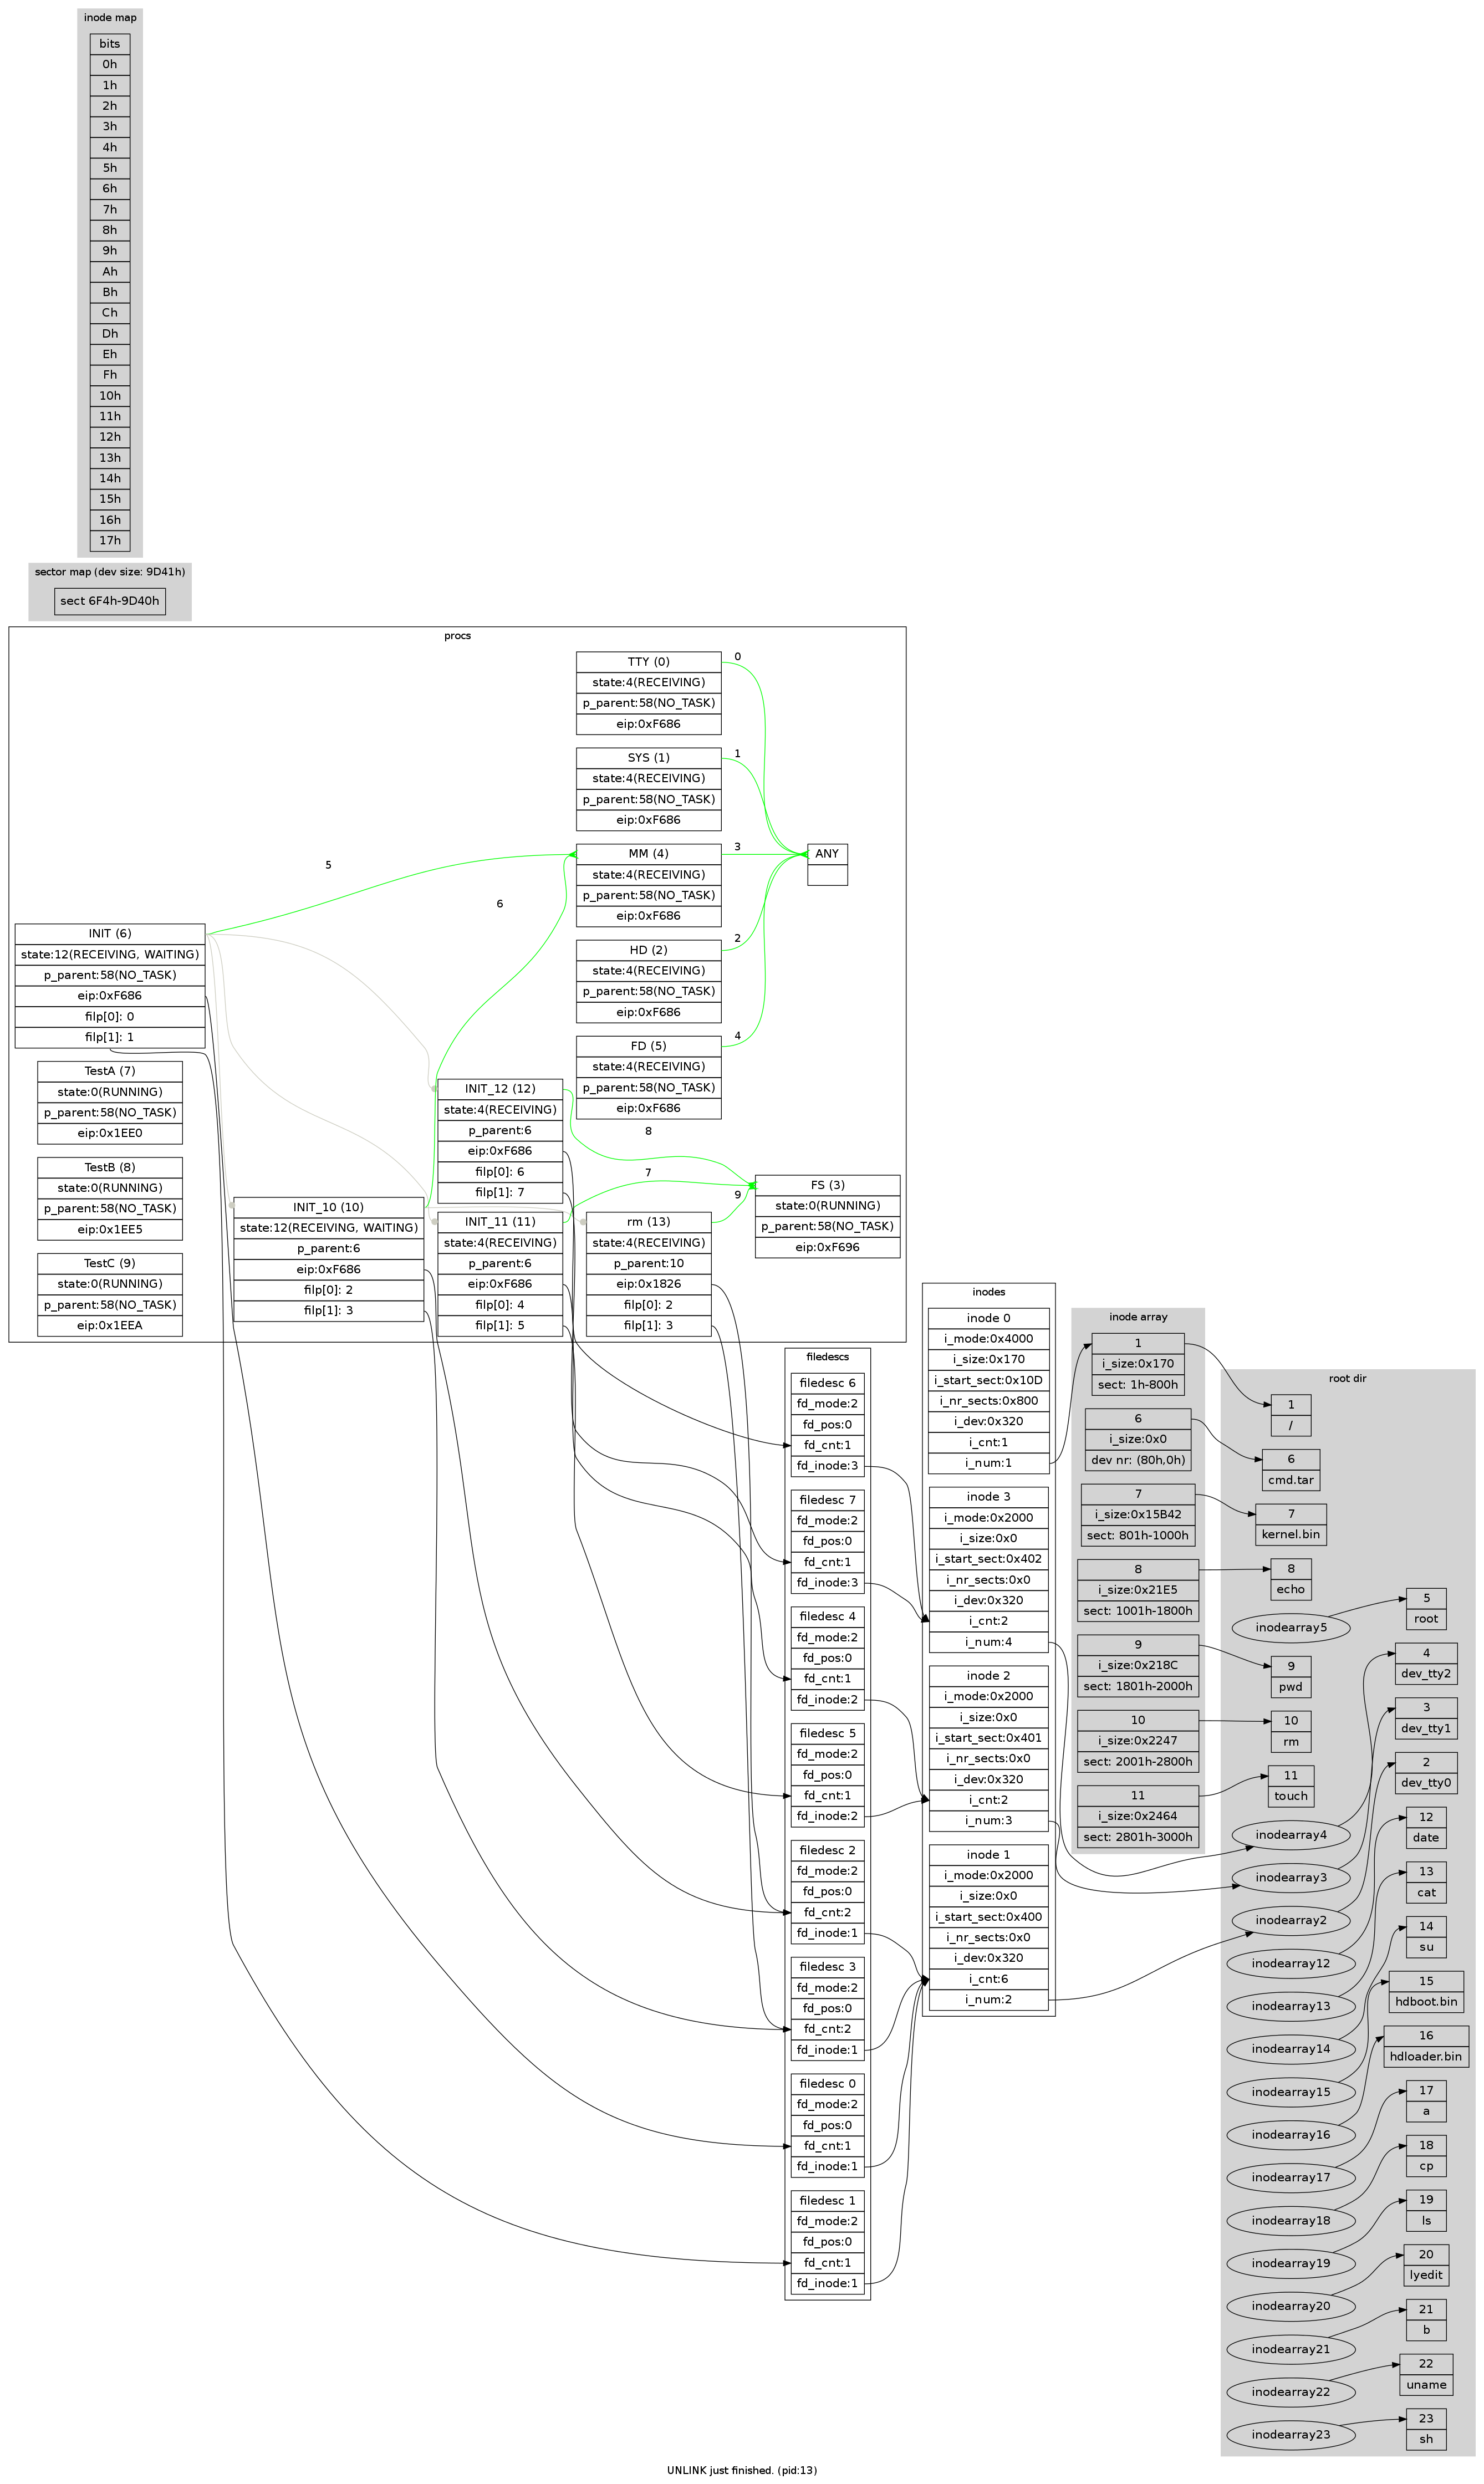 inode map
bits
0h
1h
2h
3h
4h
5h
6h
7h
8h
9h
Ah
Bh
Ch
Dh
Eh
Fh
10h
11h
12h
13h
14h
15h
16h
17h
sector map (dev size: 9D41h)
sect 6F4h-9D40h
procs
TTY (0)
state:4(RECEIVING)
p_parent:58(NO_TASK)
eip:0xF686
0
SYS (1)
state:4(RECEIVING)
p_parent:58(NO_TASK)
eip:0xF686
1
MM (4)
state:4(RECEIVING)
p_parent:58(NO_TASK)
eip:0xF686
3
ANY
HD (2)
state:4(RECEIVING)
p_parent:58(NO_TASK)
eip:0xF686
2
FD (5)
state:4(RECEIVING)
p_parent:58(NO_TASK)
eip:0xF686
4
5
6
INIT (6)
state:12(RECEIVING, WAITING)
p_parent:58(NO_TASK)
eip:0xF686
filp[0]: 0
filp[1]: 1
TestA (7)
state:0(RUNNING)
p_parent:58(NO_TASK)
eip:0x1EE0
TestB (8)
state:0(RUNNING)
p_parent:58(NO_TASK)
eip:0x1EE5
TestC (9)
state:0(RUNNING)
p_parent:58(NO_TASK)
eip:0x1EEA
INIT_10 (10)
state:12(RECEIVING, WAITING)
p_parent:6
eip:0xF686
filp[0]: 2
filp[1]: 3
INIT_12 (12)
state:4(RECEIVING)
p_parent:6
eip:0xF686
filp[0]: 6
filp[1]: 7
INIT_11 (11)
state:4(RECEIVING)
p_parent:6
eip:0xF686
filp[0]: 4
filp[1]: 5
rm (13)
state:4(RECEIVING)
p_parent:10
eip:0x1826
filp[0]: 2
filp[1]: 3
8
7
9
FS (3)
state:0(RUNNING)
p_parent:58(NO_TASK)
eip:0xF696
filedescs
filedesc 6
fd_mode:2
fd_pos:0
fd_cnt:1
fd_inode:3
filedesc 7
fd_mode:2
fd_pos:0
fd_cnt:1
fd_inode:3
filedesc 4
fd_mode:2
fd_pos:0
fd_cnt:1
fd_inode:2
filedesc 5
fd_mode:2
fd_pos:0
fd_cnt:1
fd_inode:2
filedesc 2
fd_mode:2
fd_pos:0
fd_cnt:2
fd_inode:1
filedesc 3
fd_mode:2
fd_pos:0
fd_cnt:2
fd_inode:1
filedesc 0
fd_mode:2
fd_pos:0
fd_cnt:1
fd_inode:1
filedesc 1
fd_mode:2
fd_pos:0
fd_cnt:1
fd_inode:1
inodes
inode 0
i_mode:0x4000
i_size:0x170
i_start_sect:0x10D
i_nr_sects:0x800
i_dev:0x320
i_cnt:1
i_num:1
inode 3
i_mode:0x2000
i_size:0x0
i_start_sect:0x402
i_nr_sects:0x0
i_dev:0x320
i_cnt:2
i_num:4
inode 2
i_mode:0x2000
i_size:0x0
i_start_sect:0x401
i_nr_sects:0x0
i_dev:0x320
i_cnt:2
i_num:3
inode 1
i_mode:0x2000
i_size:0x0
i_start_sect:0x400
i_nr_sects:0x0
i_dev:0x320
i_cnt:6
i_num:2
inode array
1
i_size:0x170
sect: 1h-800h
6
i_size:0x0
dev nr: (80h,0h)
7
i_size:0x15B42
sect: 801h-1000h
8
i_size:0x21E5
sect: 1001h-1800h
9
i_size:0x218C
sect: 1801h-2000h
10
i_size:0x2247
sect: 2001h-2800h
11
i_size:0x2464
sect: 2801h-3000h
root dir
1
/
6
cmd.tar
7
kernel.bin
8
echo
inodearray5
5
root
9
pwd
4
dev_tty2
10
rm
3
dev_tty1
11
touch
2
dev_tty0
inodearray4
inodearray3
inodearray2
inodearray12
inodearray13
inodearray14
inodearray15
inodearray16
inodearray17
inodearray18
inodearray19
inodearray20
inodearray21
inodearray22
inodearray23
12
date
13
cat
14
su
15
hdboot.bin
16
hdloader.bin
17
a
18
cp
19
ls
20
lyedit
21
b
22
uname
23
sh
UNLINK just finished. (pid:13)